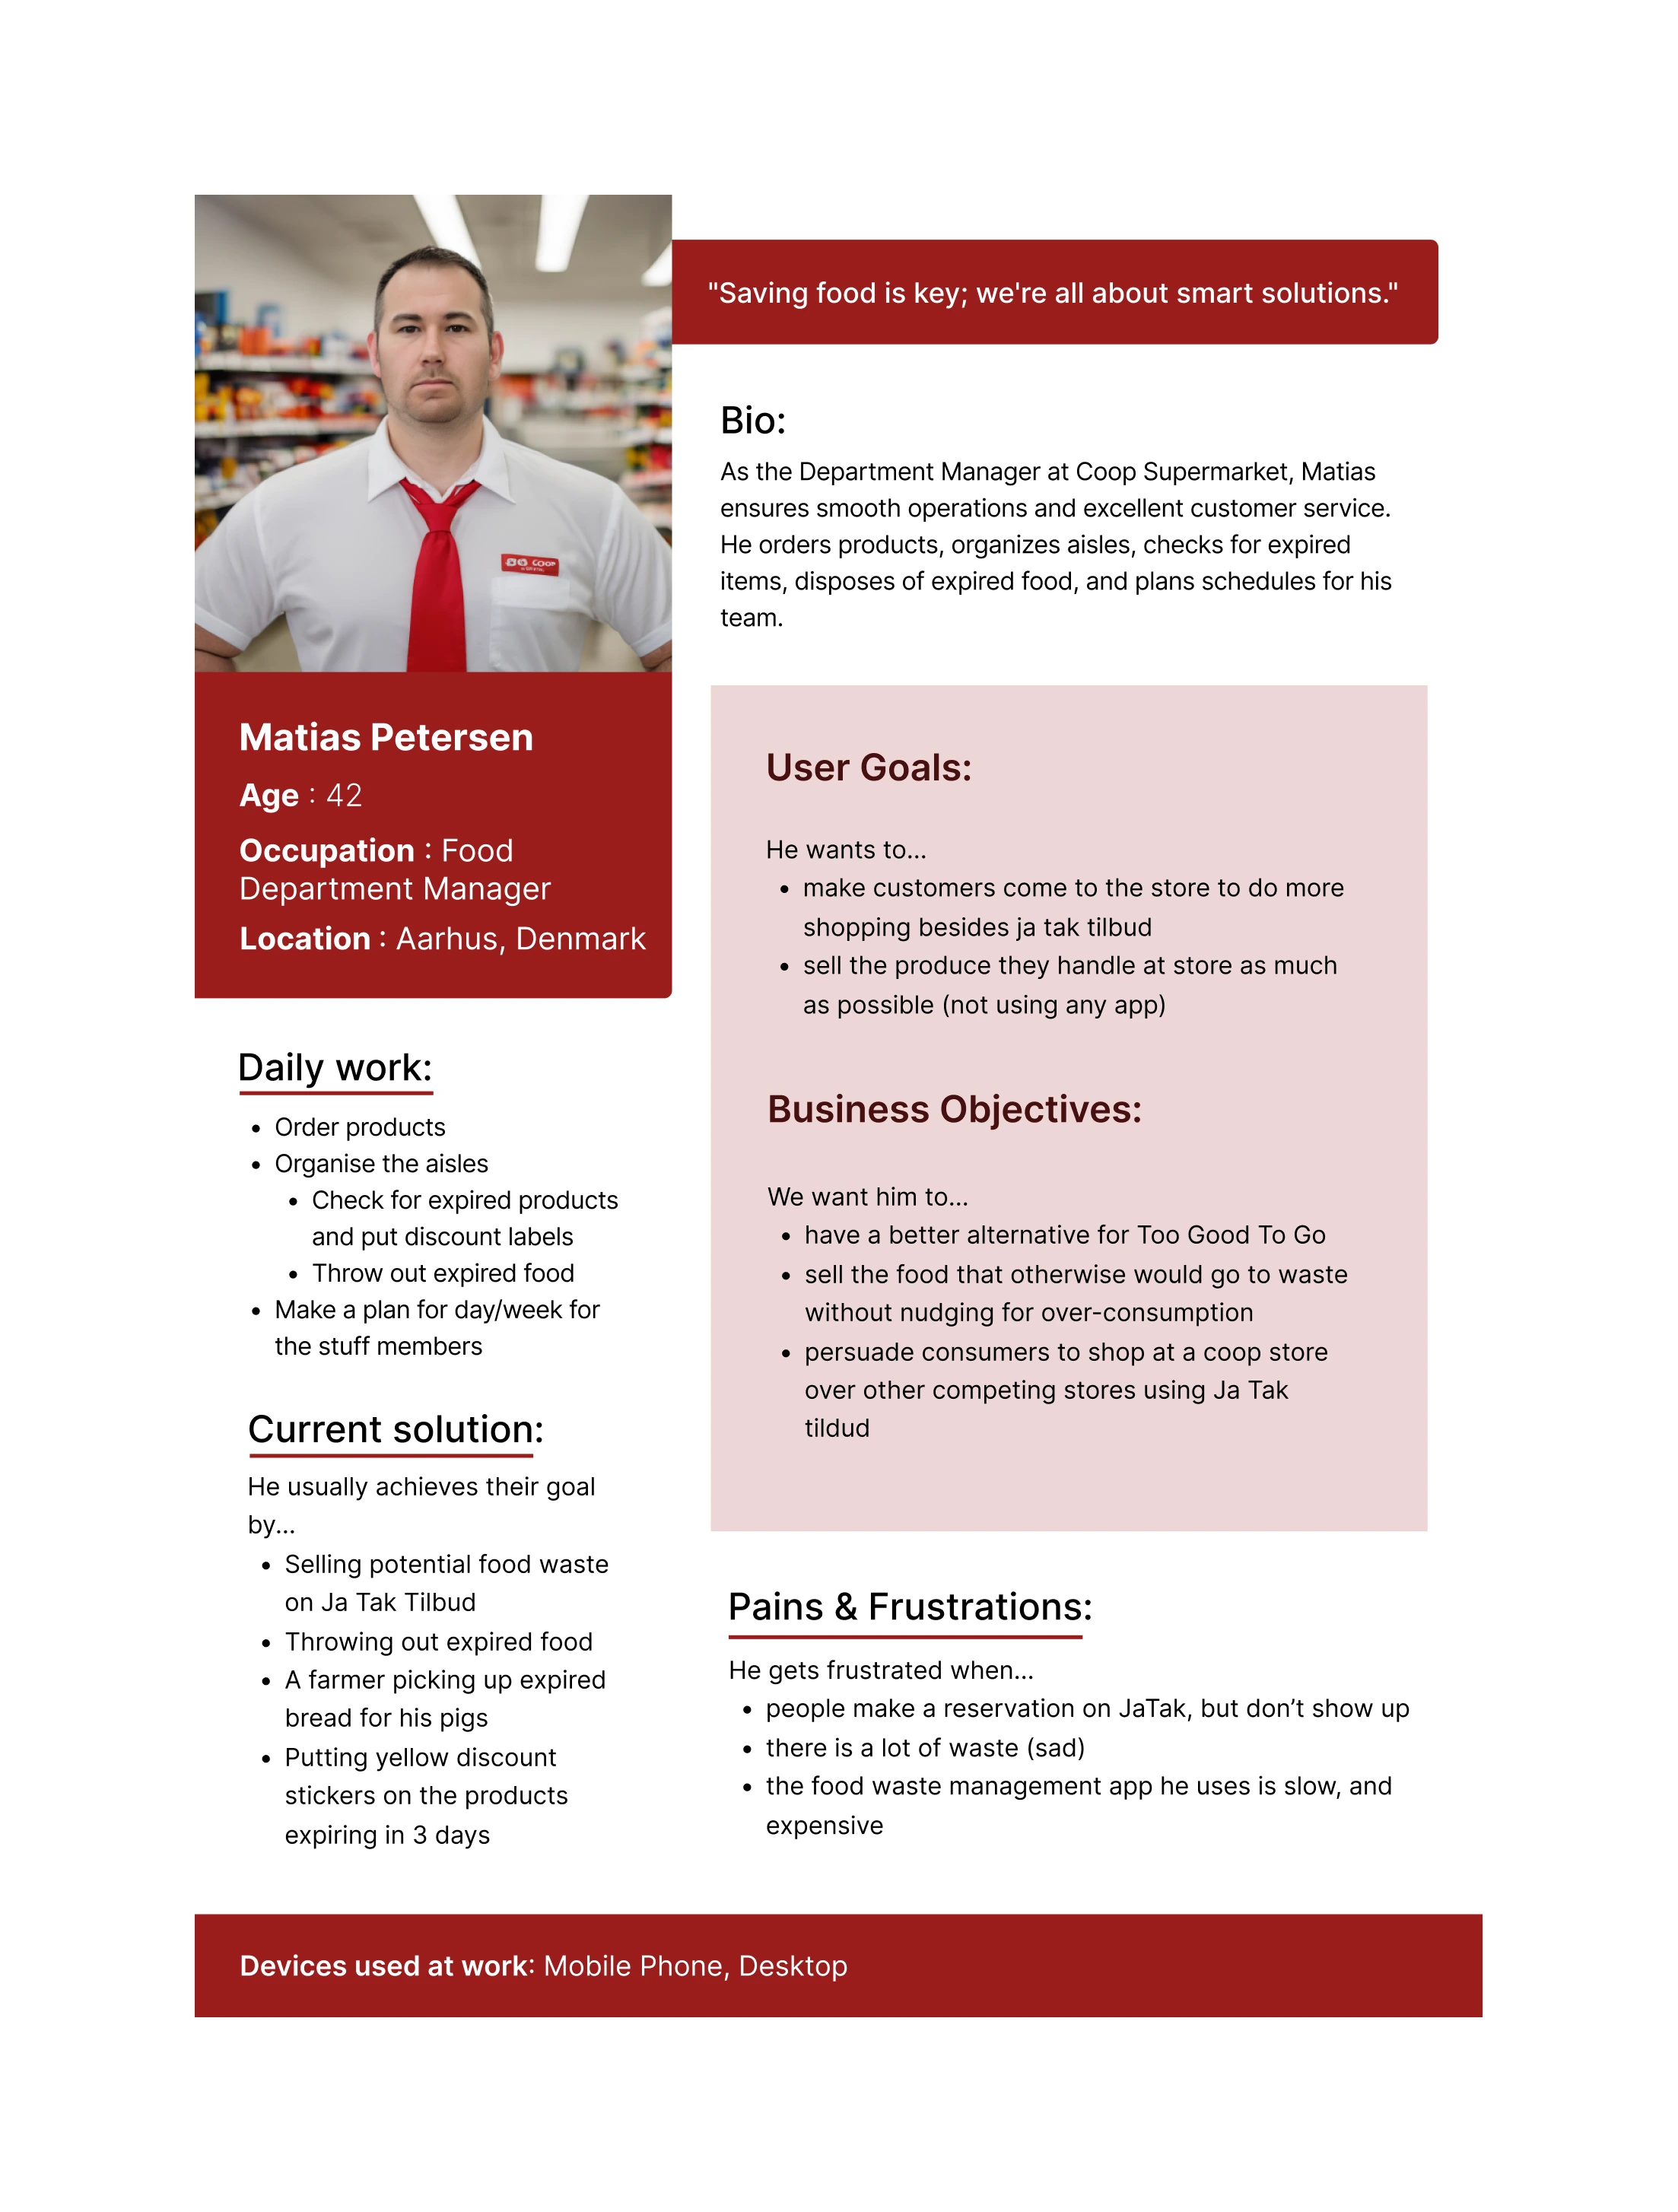 "Saving food is key; we're all about smart solutions."
COOP
Matias Petersen
Age : 42
Occupation : Food
Department Manager
Location : Aarhus, Denmark
Bio:
As the Department Manager at Coop Supermarket, Matias
ensures smooth operations and excellent customer service.
He orders products, organizes aisles, checks for expired
items, disposes of expired food, and plans schedules for his
team.
User Goals:
He wants to...
• make customers come to the store to do more
shopping besides ja tak tilbud
• sell the produce they handle at store as much
as possible (not using any app)
Business Objectives:
We want him to...
• have a better alternative for Too Good To Go
• sell the food that otherwise would go to waste
without nudging for over-consumption
• persuade consumers to shop at a coop store
over other competing stores using Ja Tak
tildud
Daily work:
• Order products
• Organise the aisles
• Check for expired products
and put discount labels
• Throw out expired food
• Make a plan for day/week for
the stuff members
Current solution:
He usually achieves their goal
by...
• Selling potential food waste
on Ja Tak Tilbud
• Throwing out expired food
• A farmer picking up expired
bread for his pigs
• Putting yellow discount
stickers on the products
expiring in 3 days
Pains & Frustrations:
He gets frustrated when...
• people make a reservation on JaTak, but don’t show up
• there is a lot of waste (sad)
• the food waste management app he uses is slow, and
expensive
Devices used at work: Mobile Phone, Desktop